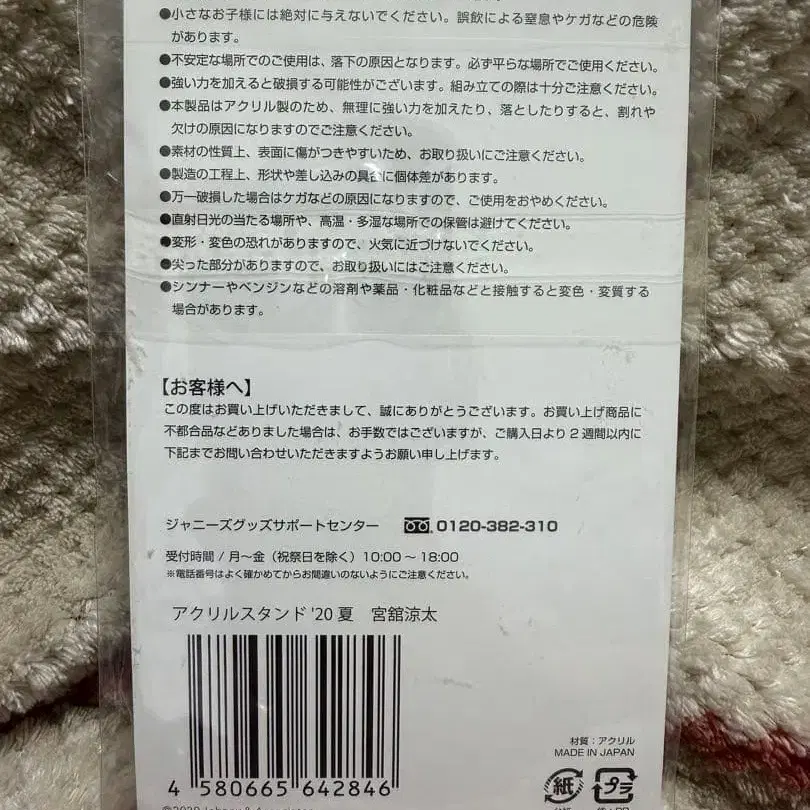 ●小さなお子様には絶対に与えないでください。誤飲による窒息やケガなどの危険
があります。
●不安定な場所でのご使用は、落下の原因となります。必ず平らな場所でご使用ください。
●強い力を加えると破損する可能性がございます。組み立ての際は十分ご注意ください。
●本製品はアクリル製のため、無理に強い力を加えたり、落としたりすると、割れや
欠けの原因になりますのでご注意ください。
●素材の性質上、表面に傷がつきやすいため、お取り扱いにご注意ください。
●製造の工程上、形状や差し込みの具合に個体差があります。
●万一破損した場合はケガなどの原因になりますので、ご使用をおやめください。
●直射日光の当たる場所や、高温・多湿な場所での保管は避けてください。
●変形・変色の恐れがありますので、火気に近づけないでください。
●尖った部分がありますので、お取り扱いにはご注意ください。
●シンナーやベンジンなどの溶剤や薬品・化粧品などと接触すると変色・変質する
場合があります。
【お客様へ】
この度はお買い上げいただきまして、誠にありがとうございます。お買い上げ商品に
不都合品などありました場合は、お手数ではございますが、ご購入日より2週間以内に
下記までお問い合わせいただきますようお願い申し上げます。
ジャニーズグッズサポートセンター 0120-382-310
受付時間 / 月〜金（祝祭日を除く）10:00 〜 18:00
※電話番号はよく確かめてからお間違いのないようにご注意ください。
アクリルスタンド '20 夏 宮舘涼太
4 580665 642846
材質：アクリル
MADE IN JAPAN
紙 プラ